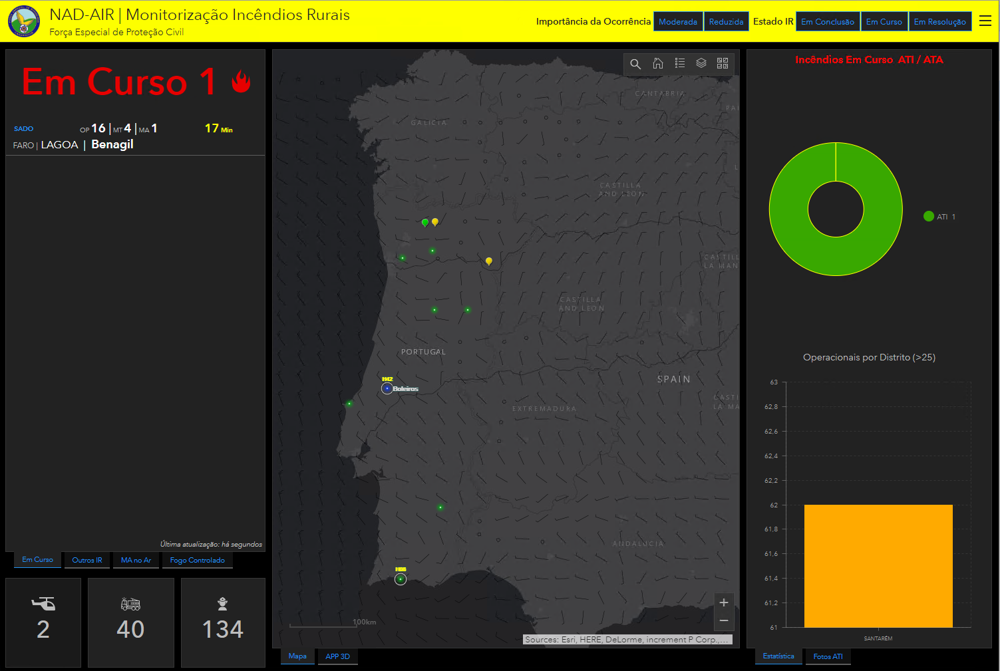 NAD-AIR | Monitorização Incêndios Rurais
Força Especial de Proteção Civil
Importância da Ocorrência Moderada Reduzida Estado IR Em Conclusão Em Curso Em Resolução
Em Curso 1
SADO OP 16 | MT 4 | MA 1 17 Min
FARO | LAGOA | Benagil
Última atualização: há segundos
Em Curso Outros IR MA no Ar Fogo Controlado
2 40 134
CANTABRIA
PAI
GALICIA
L
CASTILLA
AND LEON
CASTILL
LA MAN
CASTILLA
AND LEON
PORTUGAL
SPAIN
H42
Boleiros
CASTI
LA MA
EXTREMADURA
ANDALUCIA
100km
+
−
Sources: Esri, HERE, DeLorme, increment P Corp.,...
Mapa APP 3D
Incêndios Em Curso ATI / ATA
ATI 1
Operacionais por Distrito (>25)
63
62,8
62,6
62,4
62,2
62
61,8
61,6
61,4
61,2
61
SANTARÉM
Estatística Fotos ATI